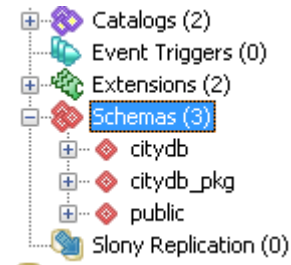 Catalogs (2)
Event Triggers (0)
Extensions (2)
Schemas (3)
citydb
citydb_pkg
public
Slony Replication (0)